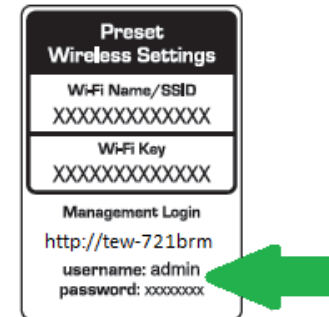 Preset
Wireless Settings
Wi-Fi Name/SSID
XXXXXXXXXXXXX
Wi-Fi Key
XXXXXXXXXXXXX
Management Login
http://tew-721brm
username: admin
password: xxxxxxxx